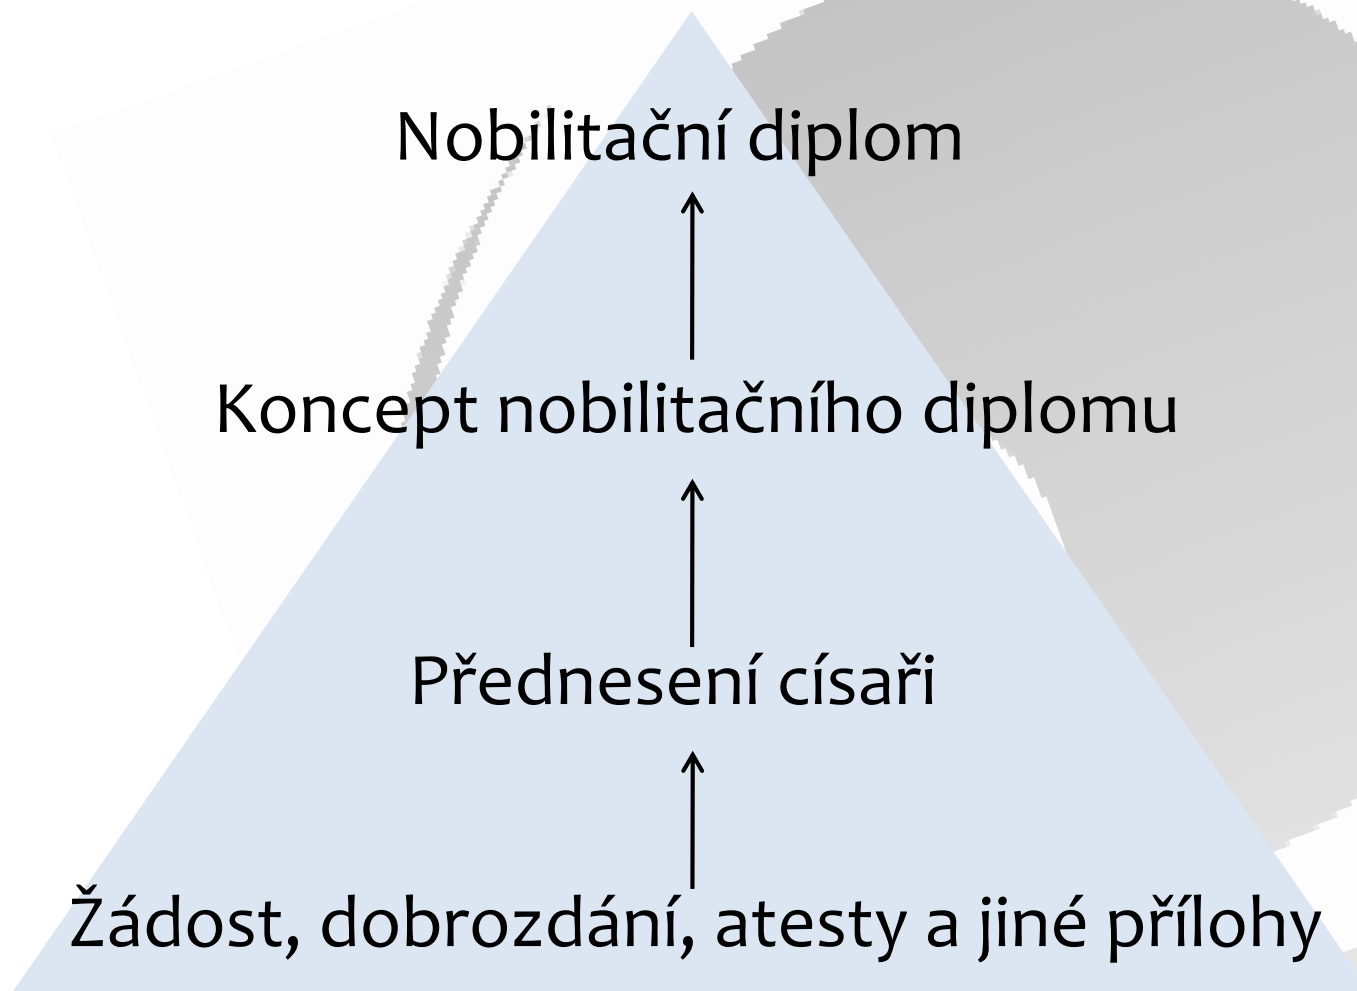 Nobilitační diplom
Koncept nobilitačního diplomu
Přednesení císaři
Žádost, dobrozdání, atesty a jiné přílohy